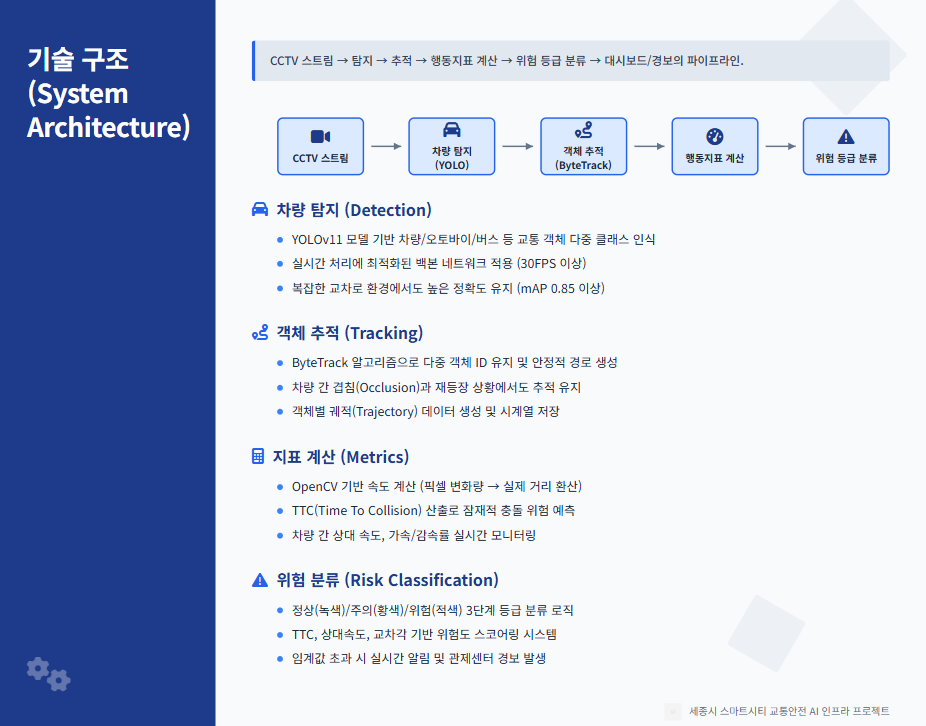 기술 구조
(System
Architecture)
CCTV 스트림 → 탐지 → 추적 → 행동지표 계산 → 위험 등급 분류 → 대시보드/경보의 파이프라인.
CCTV 스트림
차량 탐지
(YOLO)
객체 추적
(ByteTrack)
행동지표 계산
위험 등급 분류
차량 탐지 (Detection)
YOLOv11 모델 기반 차량/오토바이/버스 등 교통 객체 다중 클래스 인식
실시간 처리에 최적화된 백본 네트워크 적용 (30FPS 이상)
복잡한 교차로 환경에서도 높은 정확도 유지 (mAP 0.85 이상)
객체 추적 (Tracking)
ByteTrack 알고리즘으로 다중 객체 ID 유지 및 안정적 경로 생성
차량 간 겹침(Occlusion)과 재등장 상황에서도 추적 유지
객체별 궤적(Trajectory) 데이터 생성 및 시계열 저장
지표 계산 (Metrics)
OpenCV 기반 속도 계산 (픽셀 변화량 → 실제 거리 환산)
TTC(Time To Collision) 산출로 잠재적 충돌 위험 예측
차량 간 상대 속도, 가속/감속률 실시간 모니터링
위험 분류 (Risk Classification)
정상(녹색)/주의(황색)/위험(적색) 3단계 등급 분류 로직
TTC, 상대속도, 교차각 기반 위험도 스코어링 시스템
임계값 초과 시 실시간 알림 및 관제센터 경보 발생
세종시 스마트시티 교통안전 AI 인프라 프로젝트